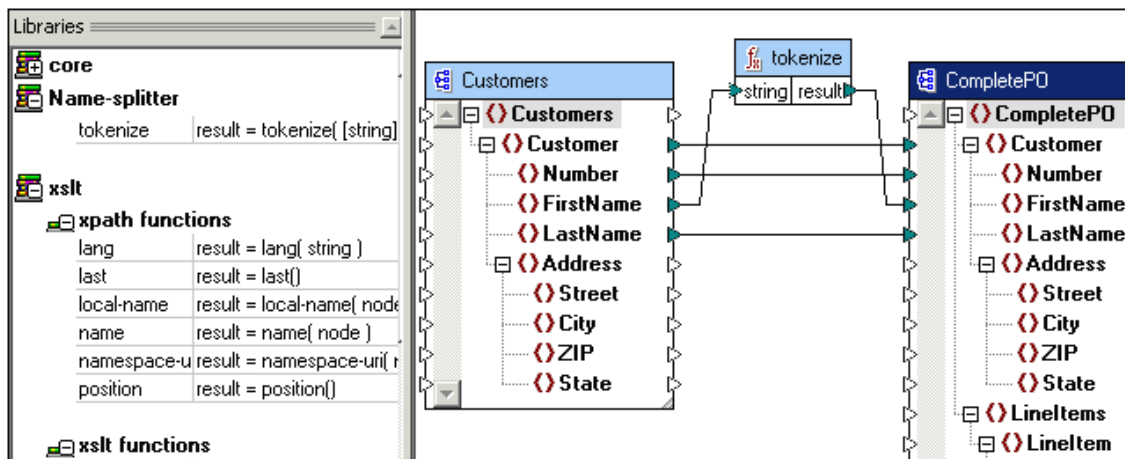 Libraries
core
Name-splitter
tokenize result = tokenize( [string]
xslt
xpath functions
lang result = lang( string )
last result = last()
local-name result = local-name( node
name result = name( node )
namespace-u result = namespace-uri( 
position result = position()
xslt functions
Customers
Customers
Customer
Number
FirstName
LastName
Address
Street
City
ZIP
State
fx tokenize
string result
CompletePO
CompletePO
Customer
Number
FirstName
LastName
Address
Street
City
ZIP
State
LineItems
LineItem